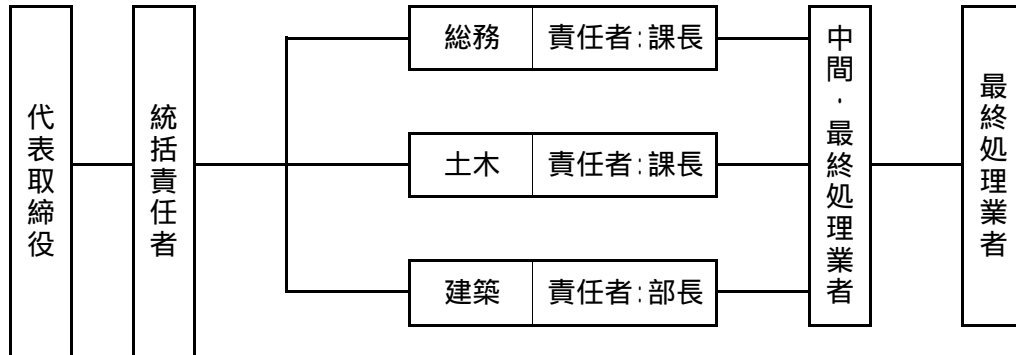 代表取締役
統括責任者
総務 責任者:課長
土木 責任者:課長
建築 責任者:部長
中間・最終処理業者
最終処理業者